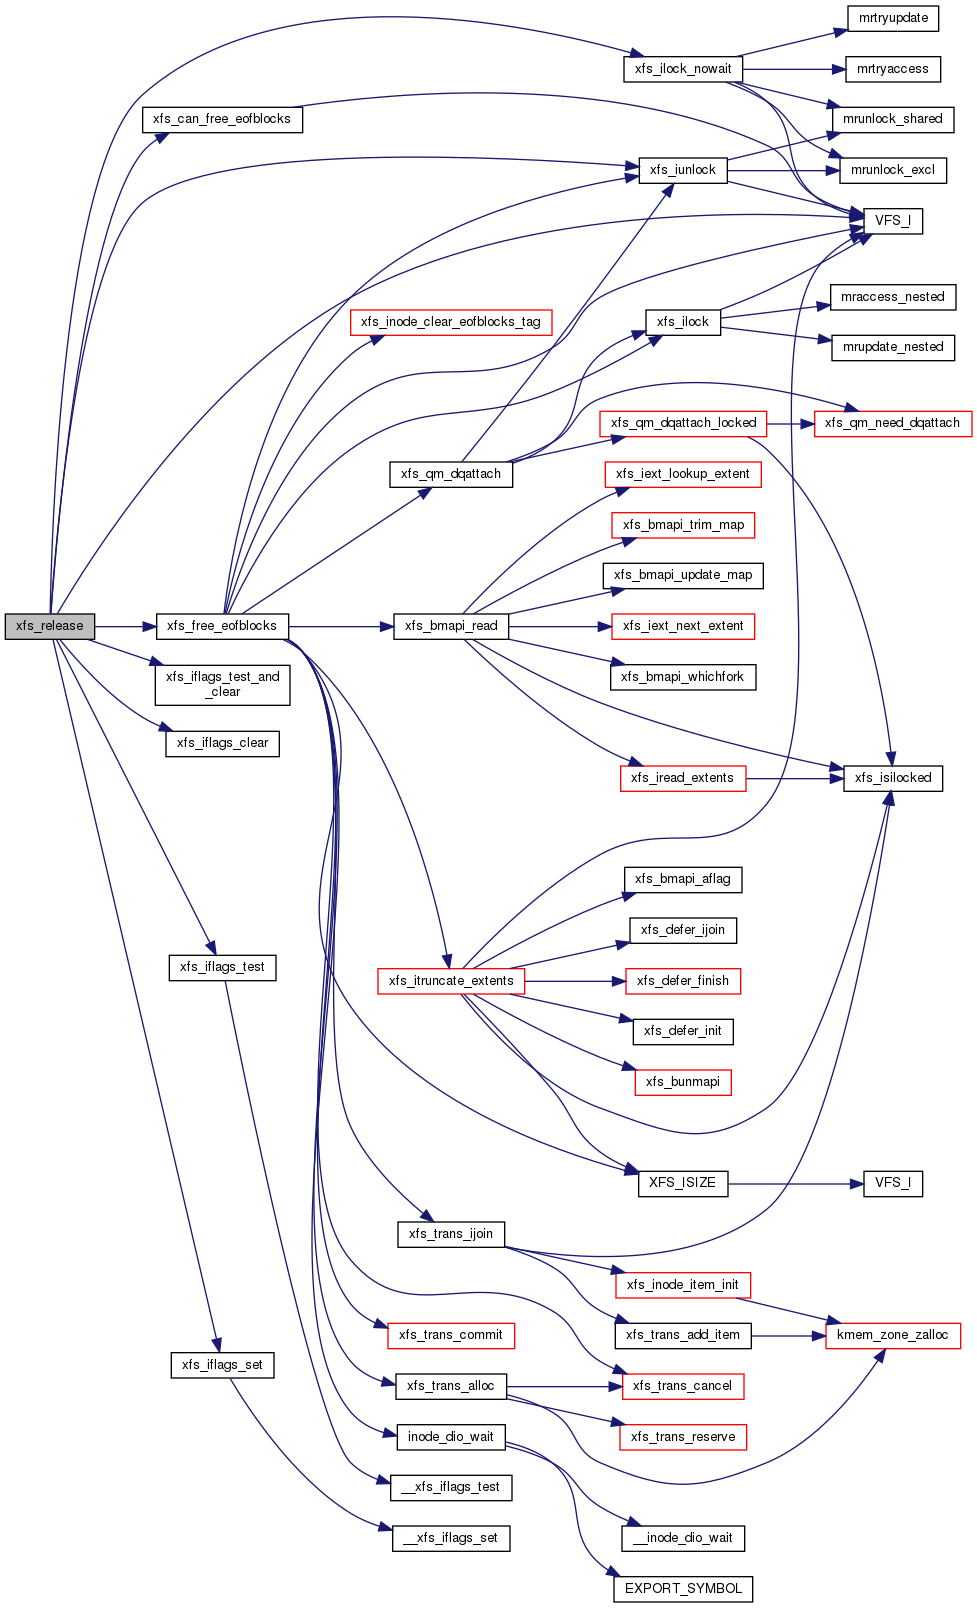 mrtryupdate
xfs_ilock_nowait
mrtryaccess
xfs_can_free_eofblocks
mrunlock_shared
xfs_iunlock
mrunlock_excl
VFS_I
mraccess_nested
xfs_inode_clear_eofblocks_tag
xfs_ilock
mrupdate_nested
xfs_qm_dqattach_locked
xfs_qm_need_dqattach
xfs_qm_dqattach
xfs_iext_lookup_extent
xfs_bmapi_trim_map
xfs_bmapi_update_map
xfs_release
xfs_free_eofblocks
xfs_bmapi_read
xfs_iext_next_extent
xfs_iflags_test_and
_clear
xfs_bmapi_whichfork
xfs_iflags_clear
xfs_iread_extents
xfs_isilocked
xfs_bmapi_aflag
xfs_defer_ijoin
xfs_iflags_test
xfs_itruncate_extents
xfs_defer_finish
xfs_defer_init
xfs_bunmapi
XFS_ISIZE
VFS_I
xfs_trans_ijoin
xfs_inode_item_init
xfs_trans_commit
xfs_trans_add_item
kmem_zone_zalloc
xfs_iflags_set
xfs_trans_alloc
xfs_trans_cancel
inode_dio_wait
xfs_trans_reserve
__xfs_iflags_test
__xfs_iflags_set
__inode_dio_wait
EXPORT_SYMBOL